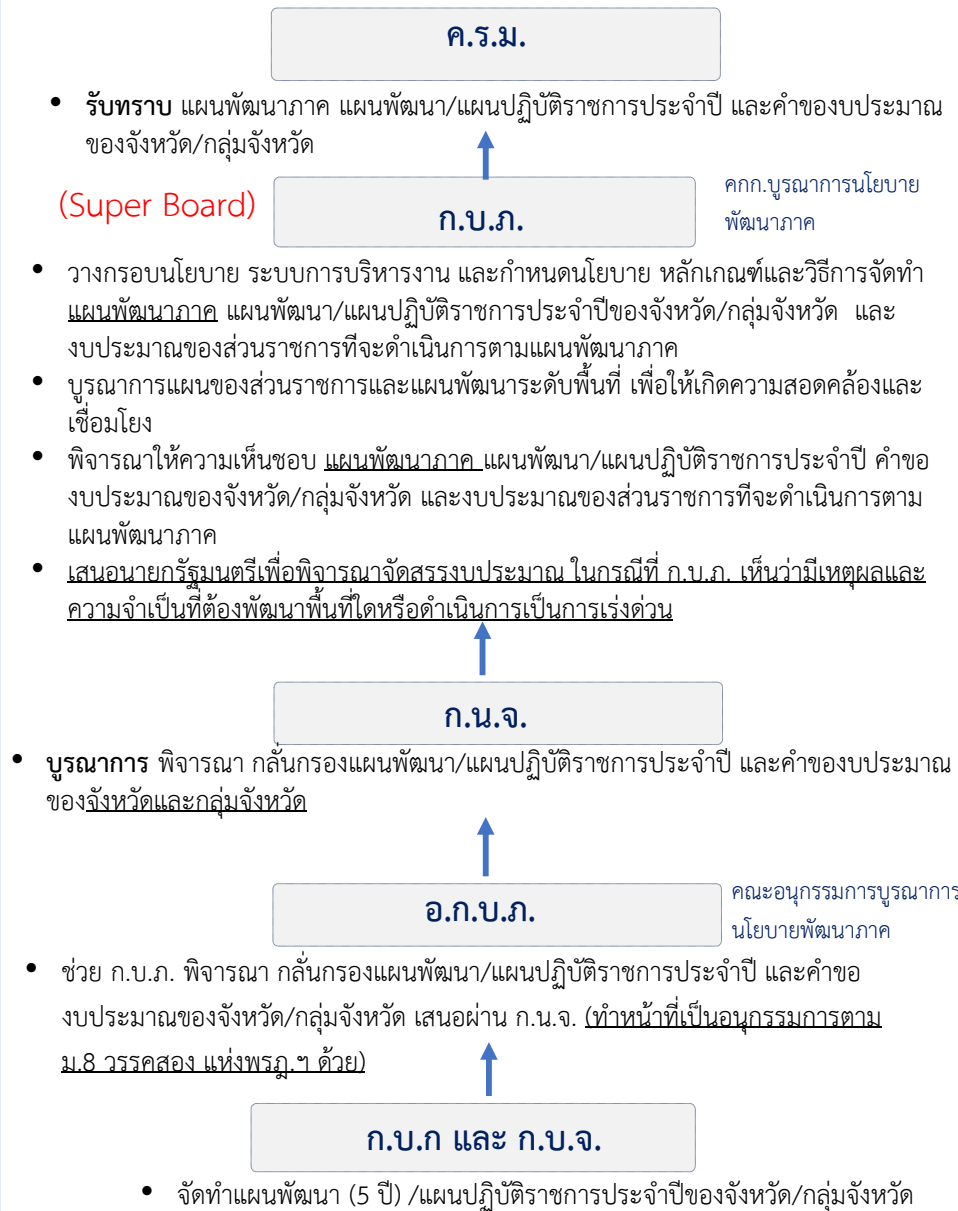 ค.ร.ม.
• รับทราบ แผนพัฒนาภาค แผนพัฒนา/แผนปฏิบัติราชการประจำปี และคำของบประมาณ
ของจังหวัด/กลุ่มจังหวัด
(Super Board)
ก.บ.ภ.
คกก.บูรณาการนโยบาย
พัฒนาภาค
• วางกรอบนโยบาย ระบบการบริหารงาน และกำหนดนโยบาย หลักเกณฑ์และวิธีการจัดทำ
แผนพัฒนาภาค แผนพัฒนา/แผนปฏิบัติราชการประจำปีของจังหวัด/กลุ่มจังหวัด และ
งบประมาณของส่วนราชการทีจะดำเนินการตามแผนพัฒนาภาค
• บูรณาการแผนของส่วนราชการและแผนพัฒนาระดับพื้นที่ เพื่อให้เกิดความสอดคล้องและ
เชื่อมโยง
• พิจารณาให้ความเห็นชอบ แผนพัฒนาภาค แผนพัฒนา/แผนปฏิบัติราชการประจำปี คำขอ
งบประมาณของจังหวัด/กลุ่มจังหวัด และงบประมาณของส่วนราชการทีจะดำเนินการตาม
แผนพัฒนาภาค
• เสนอนายกรัฐมนตรีเพื่อพิจารณาจัดสรรงบประมาณ ในกรณีที่ ก.บ.ภ. เห็นว่ามีเหตุผลและ
ความจำเป็นที่ต้องพัฒนาพื้นที่ใดหรือดำเนินการเป็นการเร่งด่วน
ก.น.จ.
• บูรณาการ พิจารณา กลั่นกรองแผนพัฒนา/แผนปฏิบัติราชการประจำปี และคำของบประมาณ
ของจังหวัดและกลุ่มจังหวัด
อ.ก.บ.ภ.
คณะอนุกรรมการบูรณาการ
นโยบายพัฒนาภาค
• ช่วย ก.บ.ภ. พิจารณา กลั่นกรองแผนพัฒนา/แผนปฏิบัติราชการประจำปี และคำขอ
งบประมาณของจังหวัด/กลุ่มจังหวัด เสนอผ่าน ก.น.จ. (ทำหน้าที่เป็นอนุกรรมการตาม
ม.8 วรรคสอง แห่งพรฎ.ฯ ด้วย)
ก.บ.ก และ ก.บ.จ.
• จัดทำแผนพัฒนา (5 ปี) /แผนปฏิบัติราชการประจำปีของจังหวัด/กลุ่มจังหวัด